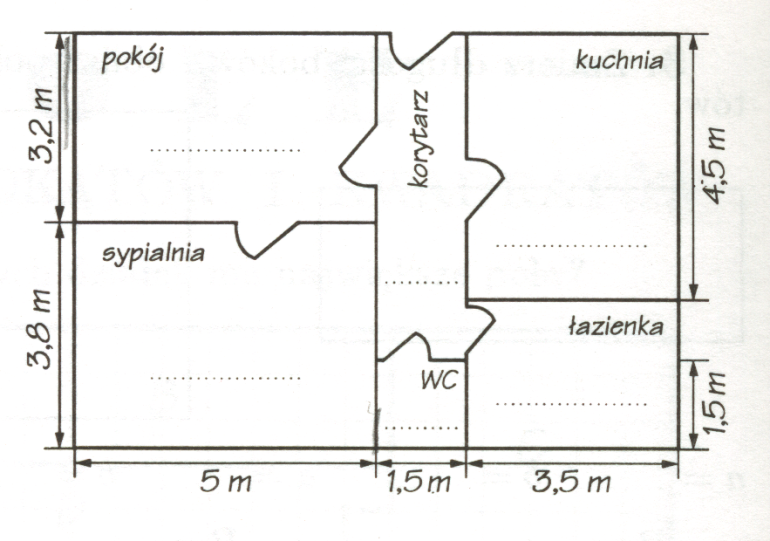 pokój
kuchnia
korytarz
3,2 m
4,5 m
sypialnia
3,8 m
łazienka
WC
1,5 m
5 m
1,5 m
3,5 m